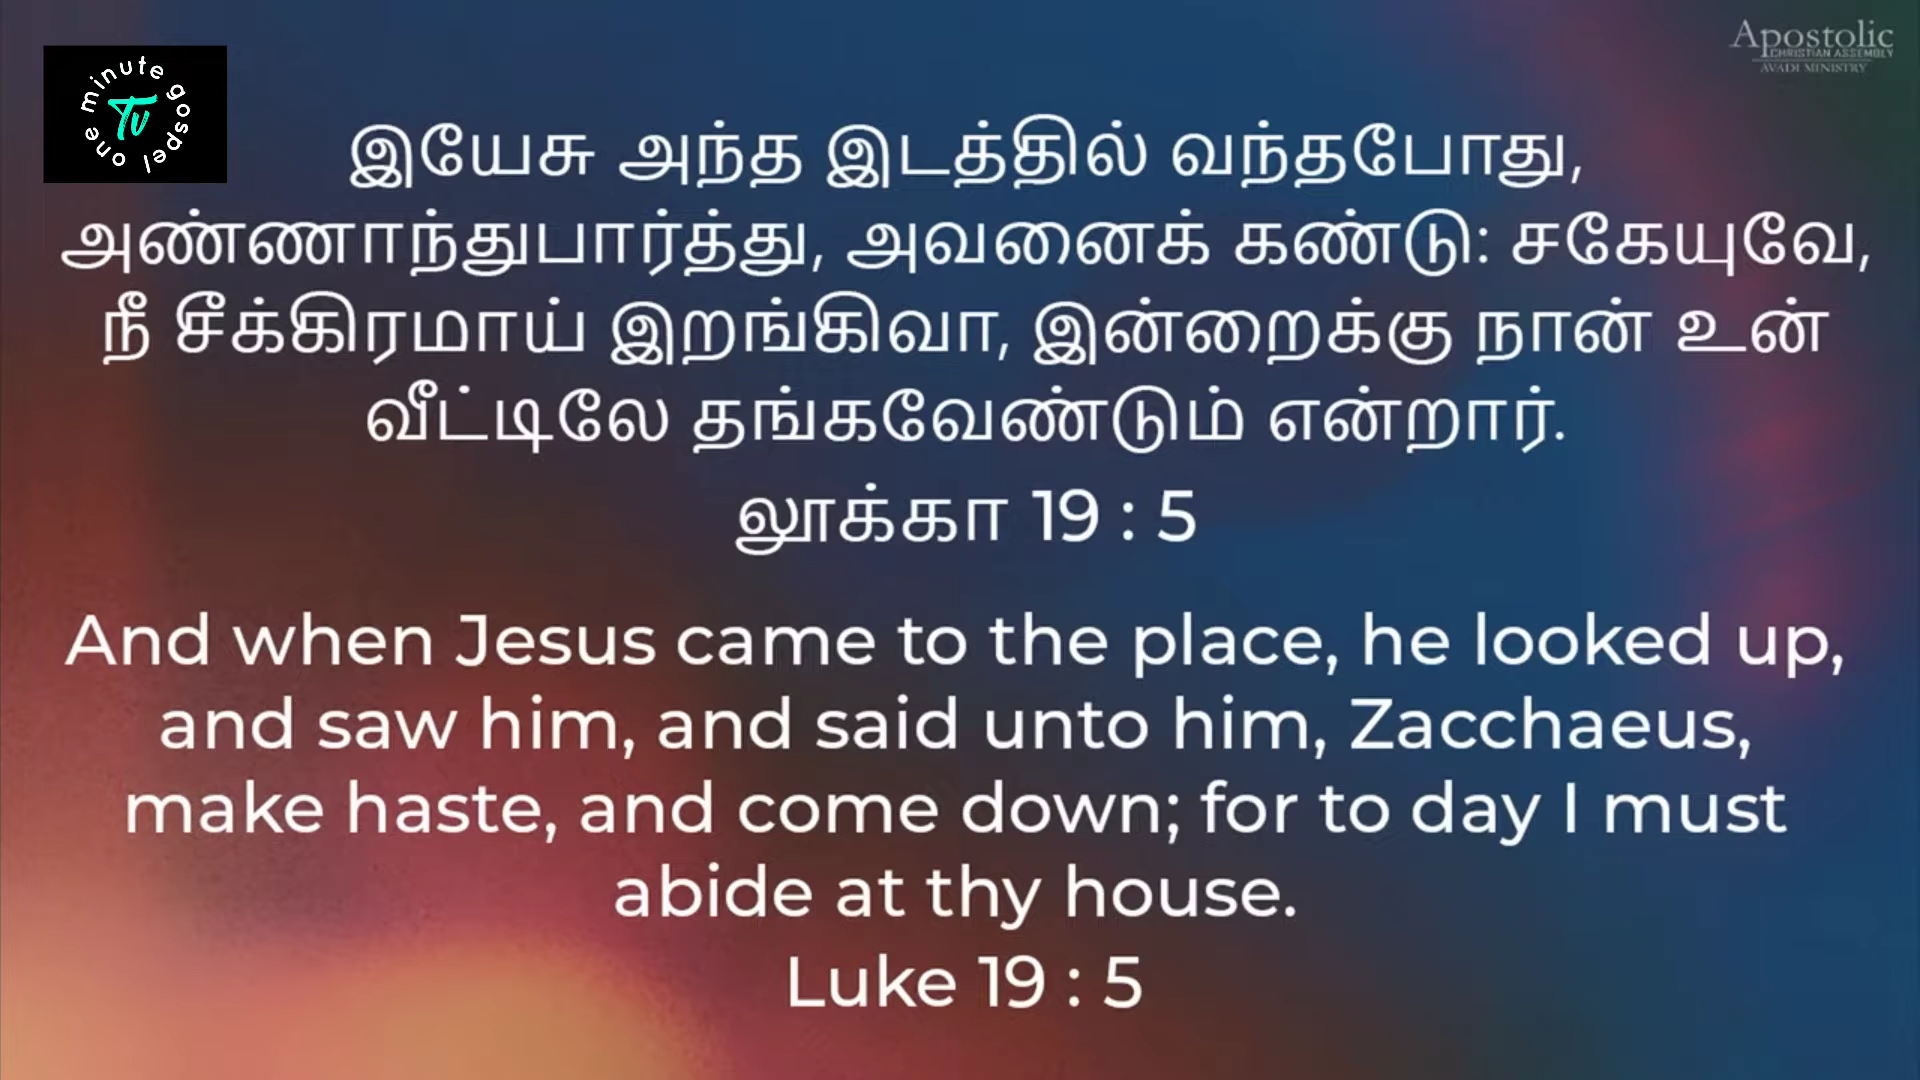 Apostolic
CHRISTIAN ASSEMBLY
AVADI MINISTRY
one minute gospel
Tv
இயேசு அந்த இடத்தில் வந்தபோது,
அண்ணாந்துபார்த்து, அவனைக் கண்டு: சகேயுவே,
நீ சீக்கிரமாய் இறங்கிவா, இன்றைக்கு நான் உன்
வீட்டிலே தங்கவேண்டும் என்றார்.
லூக்கா 19 : 5
And when Jesus came to the place, he looked up,
and saw him, and said unto him, Zacchaeus,
make haste, and come down; for to day I must
abide at thy house.
Luke 19 : 5